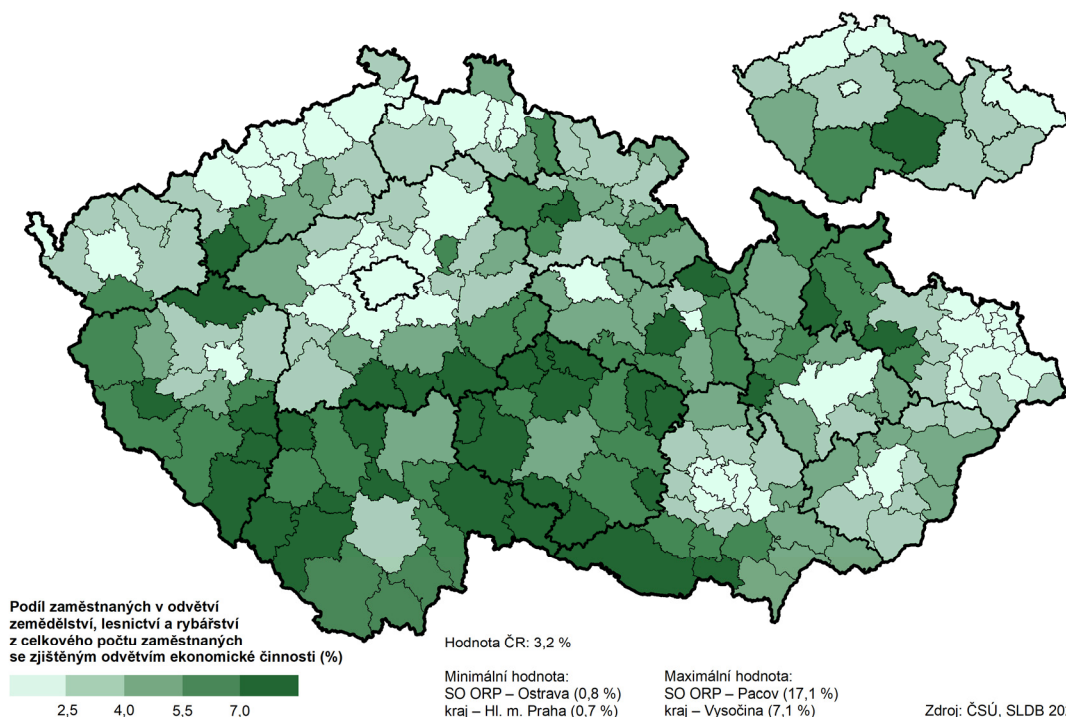 Podíl zaměstnaných v odvětví
zemědělství, lesnictví a rybářství
z celkového počtu zaměstnaných
se zjištěným odvětvím ekonomické činnosti (%)
2,5 4,0 5,5 7,0
Hodnota ČR: 3,2 %
Minimální hodnota:
SO ORP – Ostrava (0,8 %)
kraj – Hl. m. Praha (0,7 %)
Maximální hodnota:
SO ORP – Pacov (17,1 %)
kraj – Vysočina (7,1 %)
Zdroj: ČSÚ, SLDB